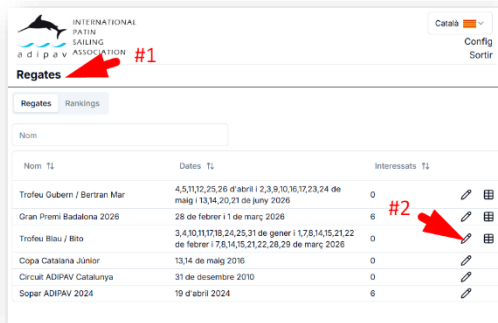 INTERNATIONAL
PATIN
SAILING
ASSOCIATION
adipav
Català
Config
Sortir
#1
Regates
Regates Rankings
Nom
Nom Dates Interessats
Trofeu Gubern / Bertran Mar 4,5,11,12,25,26 d'abril i 2,3,9,10,16,17,23,24 de maig i 13,14,20,21 de juny 2026 0
Gran Premi Badalona 2026 28 de febrer i 1 de març 2026 6
#2
Trofeu Blau / Bito 3,4,10,11,17,18,24,25,31 de gener i 1,7,8,14,15,21,22 de febrer i 7,8,14,15,21,22,28,29 de març 2026 0
Copa Catalana Júnior 13,14 de maig 2016 0
Circuit ADIPAV Catalunya 31 de desembre 2010 0
Sopar ADIPAV 2024 19 d'abril 2024 6